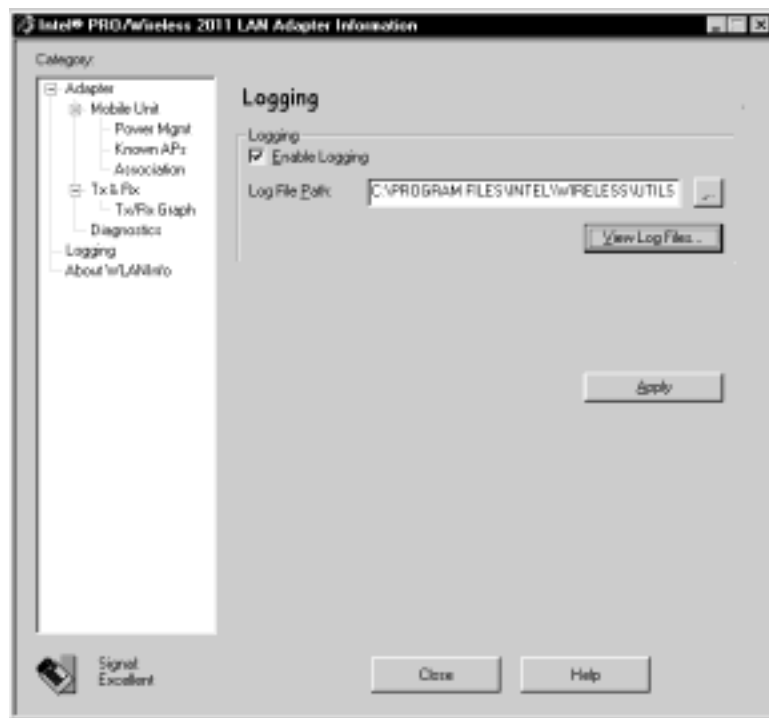 Intel® PRO/Wireless 2011 LAN Adapter Information
Category:
Adapter
Mobile Unit
Power Mgmt
Known APs
Association
Tx & Rx
Tx/Rx Graph
Diagnostics
Logging
About WLANInfo
Logging
Logging
Enable Logging
Log File Path: C:\PROGRAM FILES\INTEL\WIRELESS\UTILS ...
View Log Files...
Apply
Signal:
Excellent
Close Help